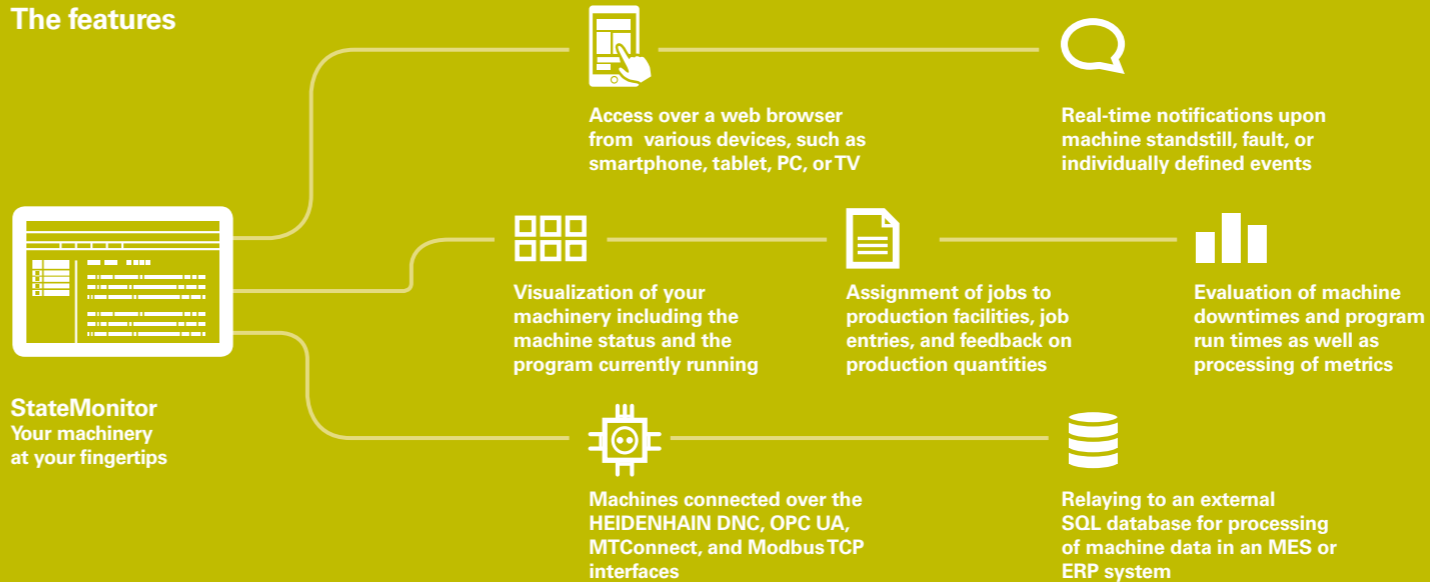 The features
Access over a web browser
from various devices, such as
smartphone, tablet, PC, or TV
Real-time notifications upon
machine standstill, fault, or
individually defined events
Visualization of your
machinery including the
machine status and the
program currently running
Assignment of jobs to
production facilities, job
entries, and feedback on
production quantities
Evaluation of machine
downtimes and program
run times as well as
processing of metrics
StateMonitor
Your machinery
at your fingertips
Machines connected over the
HEIDENHAIN DNC, OPC UA,
MTConnect, and Modbus TCP
interfaces
Relaying to an external
SQL database for processing
of machine data in an MES or
ERP system